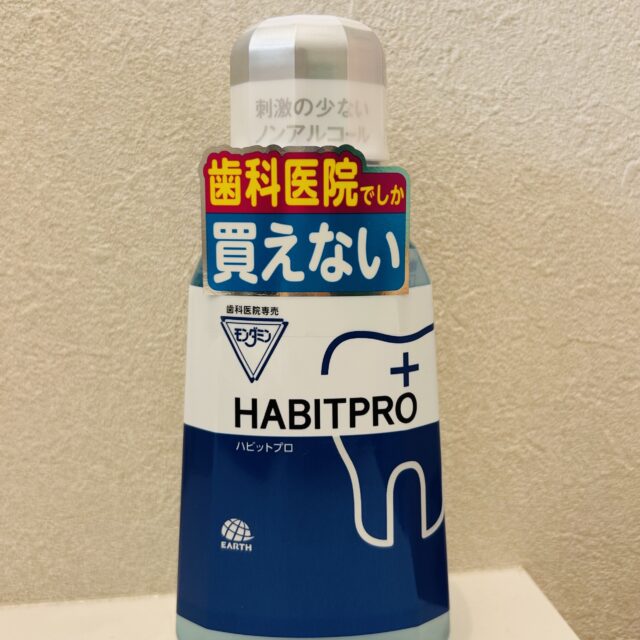 刺激の少ない
ノンアルコール
歯科医院でしか
買えない
歯科医院専売
モンダミン
HABITPRO
ハビットプロ
EARTH